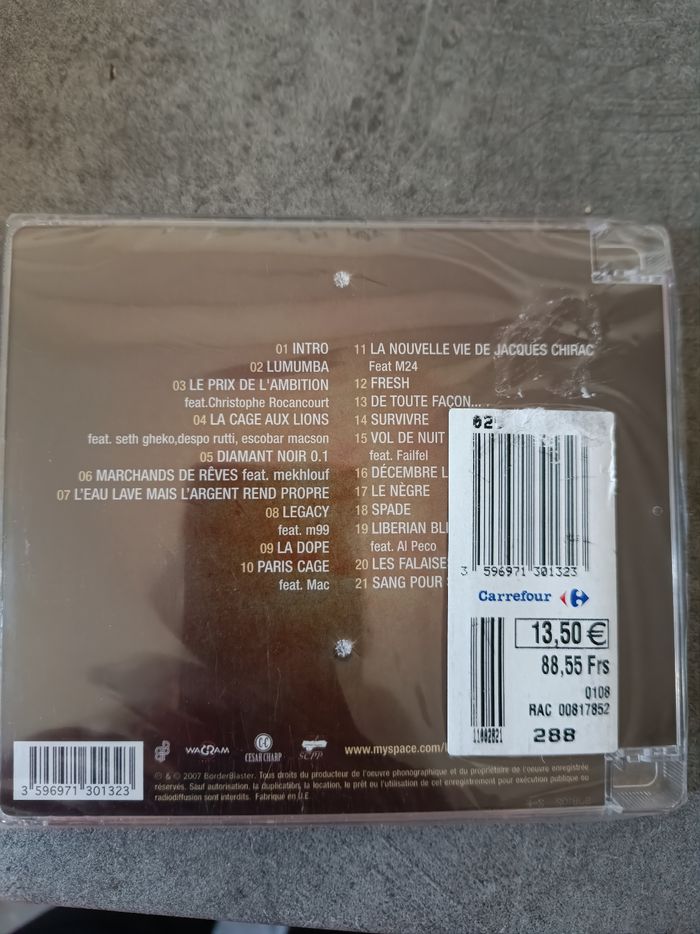 01 INTRO
02 LUMUMBA
03 LE PRIX DE L'AMBITION
feat.Christophe Rocancourt
04 LA CAGE AUX LIONS
feat. seth gheko,despo rutti, escobar macson
05 DIAMANT NOIR 0.1
06 MARCHANDS DE RÊVES feat. mekhlouf
07 L'EAU LAVE MAIS L'ARGENT REND PROPRE
08 LEGACY
feat. m99
09 LA DOPE
10 PARIS CAGE
feat. Mac
11 LA NOUVELLE VIE DE JACQUES CHIRAC
Feat M24
12 FRESH
13 DE TOUTE FAÇON...
14 SURVIVRE
15 VOL DE NUIT
feat. Failfel
16 DÉCEMBRE
17 LE NÈGRE
18 SPADE
19 LIBERIAN
feat. Al Peco
20 LES
21 SANG POUR
3 596971 301323
Carrefour
13,50 €
88,55 Frs
0108
RAC 00817852
11002821
288
3 596971 301323
WAGRAM
CESAR CHARP
SCPP
www.myspace.com/
℗ & © 2007 BorderBlaster. Tous droits du producteur de l'oeuvre phonographique et du propriétaire de l'oeuvre enregistrée
réservés. Sauf autorisation, la duplication, la location, le prêt ou l'utilisation de cet enregistrement pour exécution publique ou
radiodiffusion sont interdits. Fabriqué en U.E